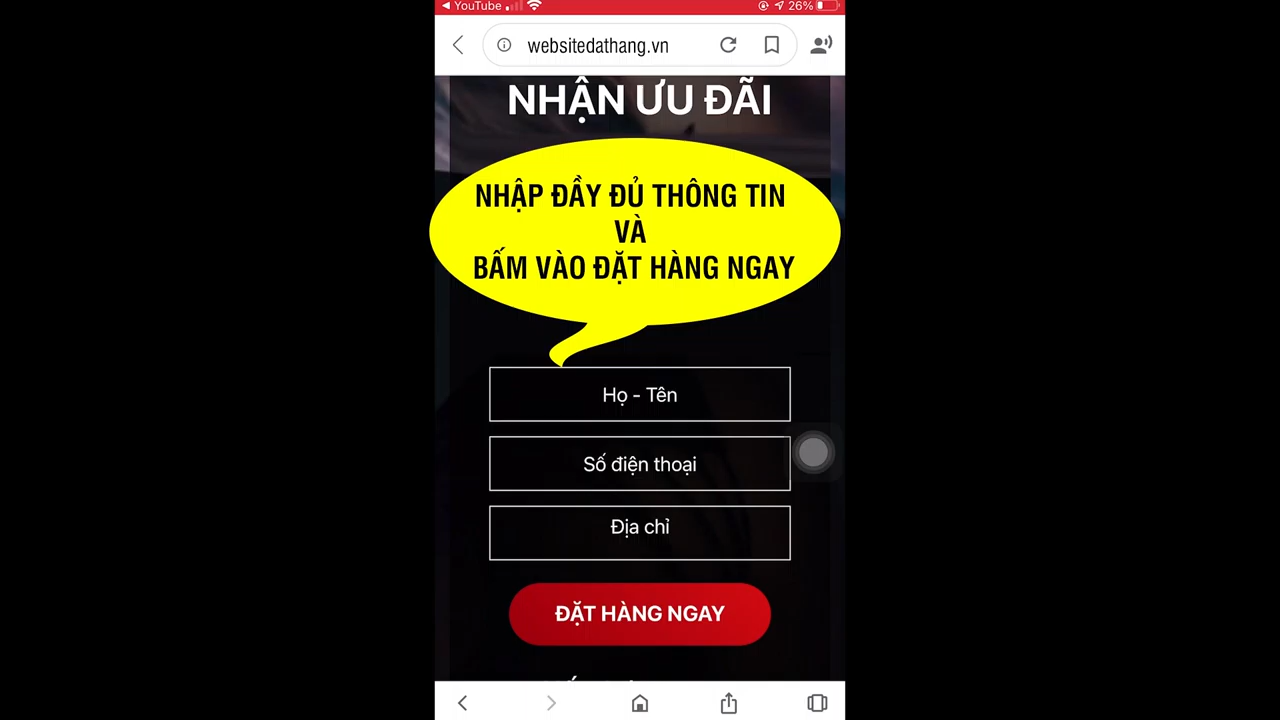 YouTube
26%
websitedathang.vn
NHẬN ƯU ĐÃI
NHẬP ĐẦY ĐỦ THÔNG TIN
VÀ
BẤM VÀO ĐẶT HÀNG NGAY
Họ - Tên
Số điện thoại
Địa chỉ
ĐẶT HÀNG NGAY